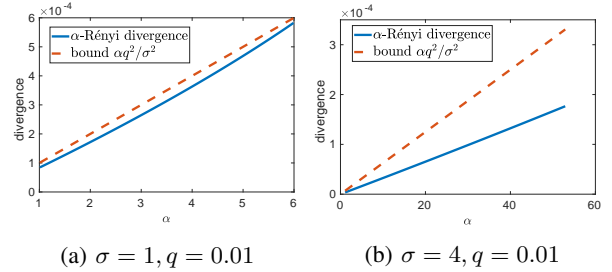 6 ×10⁻⁴
α-Rényi divergence
bound αq²/σ²
5
4
3
2
1
0
divergence
1 2 3 4 5 6
α
(a) σ = 1, q = 0.01
×10⁻⁴
α-Rényi divergence
bound αq²/σ²
3
2
1
0
divergence
0 20 40 60
α
(b) σ = 4, q = 0.01